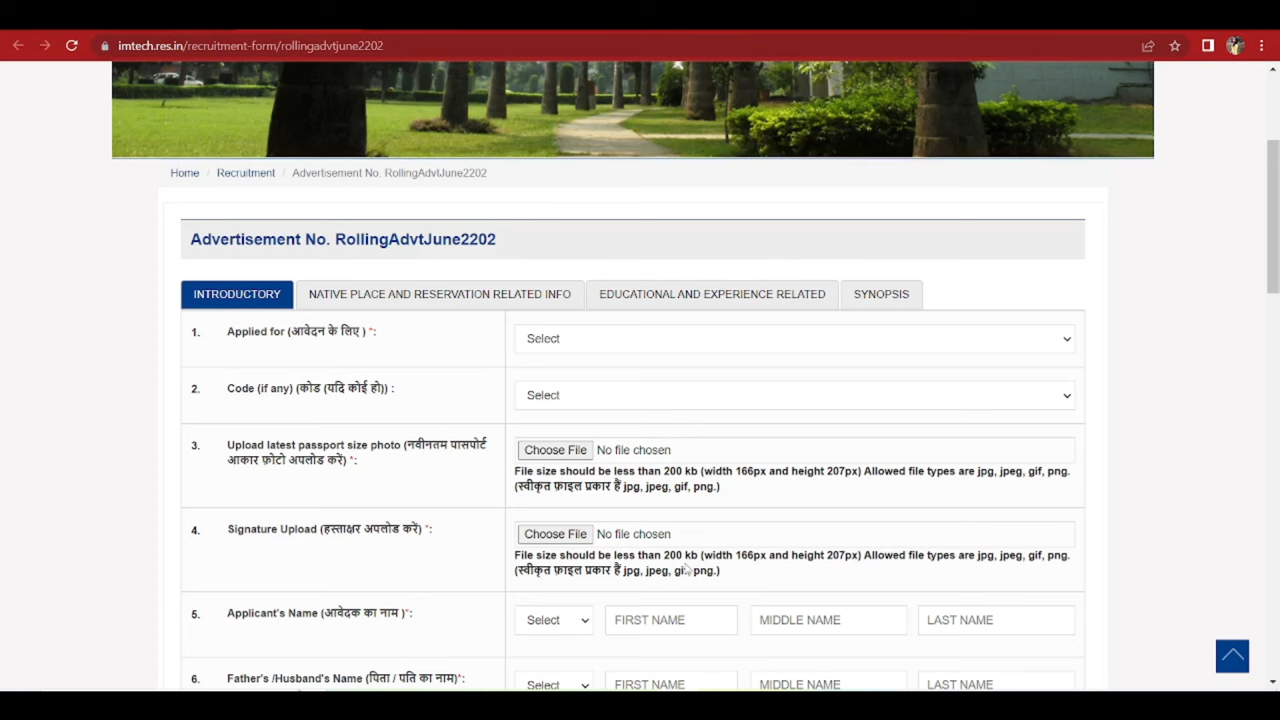 imtech.res.in/recruitment-form/rollingadvtjune2202
Home / Recruitment / Advertisement No. RollingAdvtJune2202
Advertisement No. RollingAdvtJune2202
INTRODUCTORY NATIVE PLACE AND RESERVATION RELATED INFO EDUCATIONAL AND EXPERIENCE RELATED SYNOPSIS
1. Applied for (आवेदन के लिए ) *: Select
2. Code (if any) (कोड (यदि कोई हो)) : Select
3. Upload latest passport size photo (नवीनतम पासपोर्ट
आकार फ़ोटो अपलोड करें) *:
Choose File No file chosen
File size should be less than 200 kb (width 166px and height 207px) Allowed file types are jpg, jpeg, gif, png.
(स्वीकृत फ़ाइल प्रकार हैं jpg, jpeg, gif, png.)
4. Signature Upload (हस्ताक्षर अपलोड करें) *:
Choose File No file chosen
File size should be less than 200 kb (width 166px and height 207px) Allowed file types are jpg, jpeg, gif, png.
(स्वीकृत फ़ाइल प्रकार हैं jpg, jpeg, gif, png.)
5. Applicant's Name (आवेदक का नाम )*: Select FIRST NAME MIDDLE NAME LAST NAME
6. Father's /Husband's Name (पिता / पति का नाम)*: Select FIRST NAME MIDDLE NAME LAST NAME